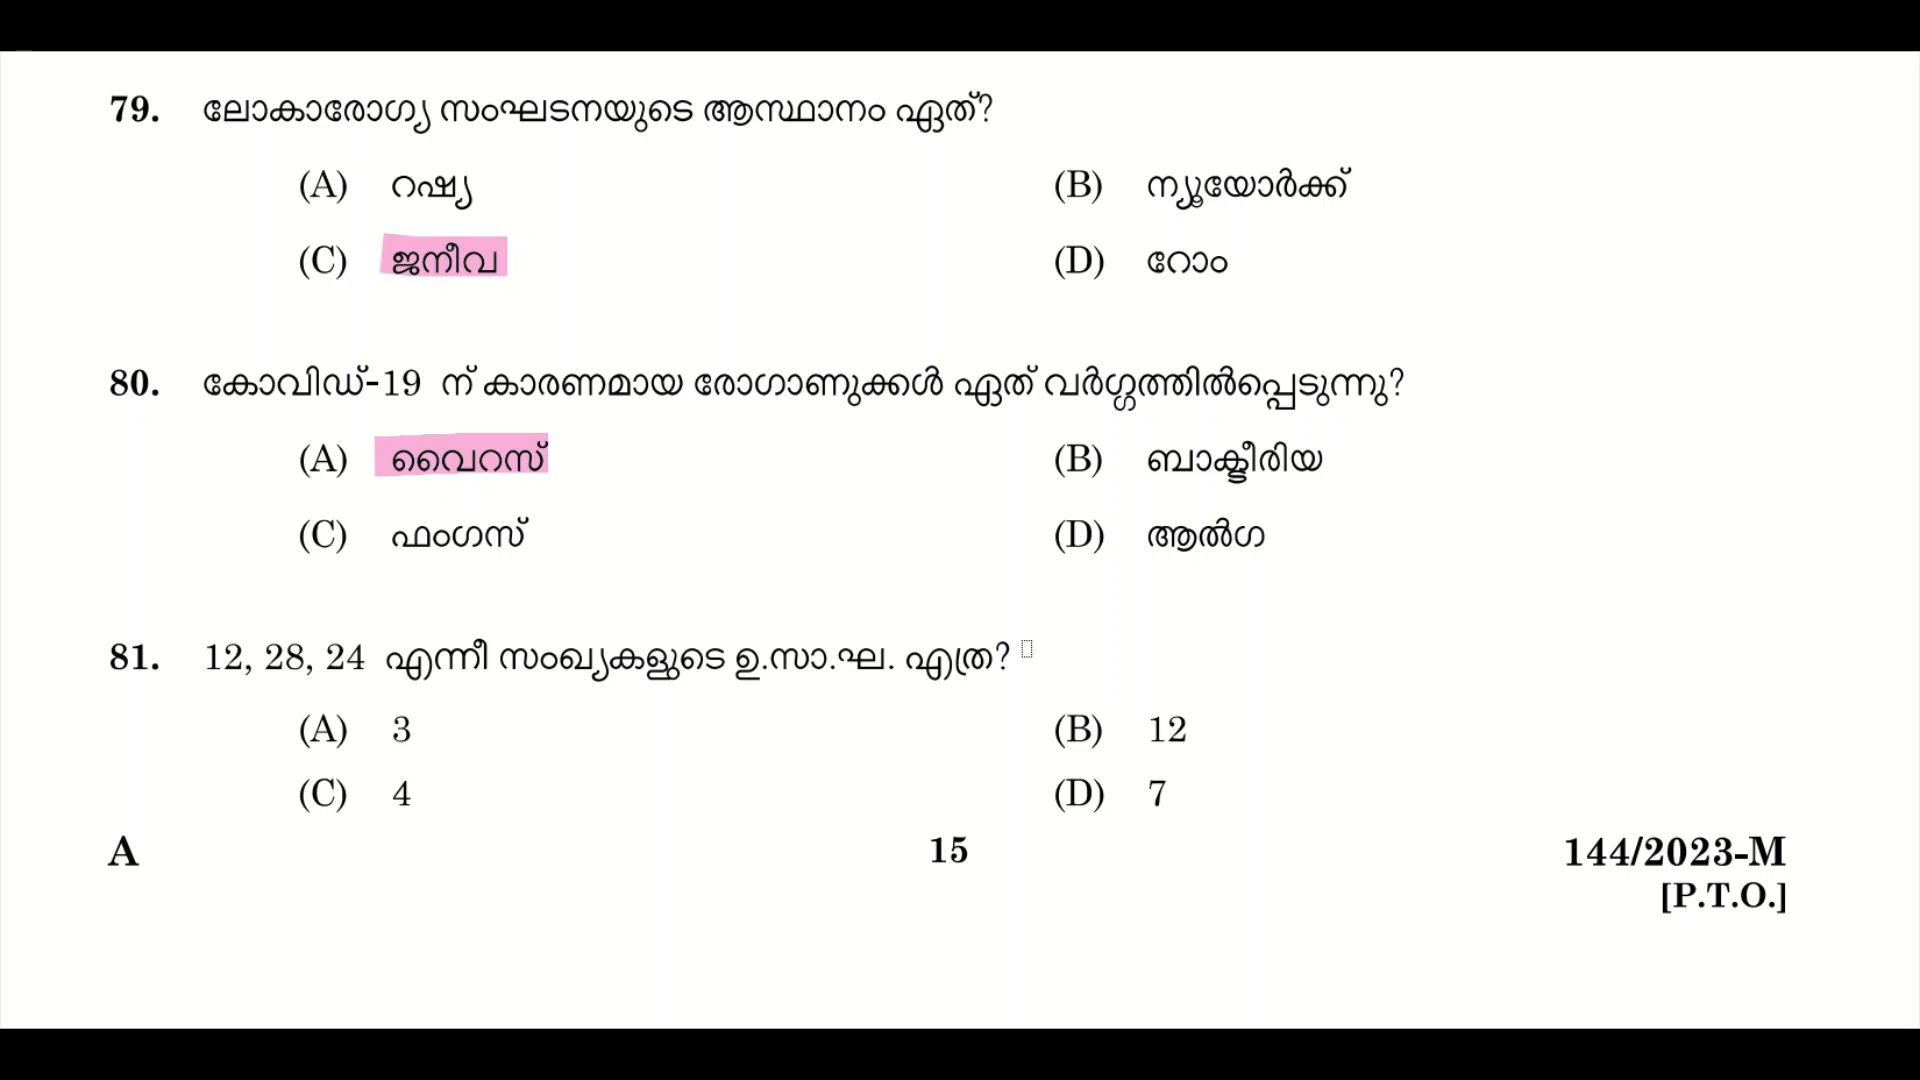 79. ലോകാരോഗ്യ സംഘടനയുടെ ആസ്ഥാനം ഏത്?
(A) റഷ്യ (B) ന്യൂയോർക്ക്
(C) ജനീവ (D) റോം
80. കോവിഡ്-19 ന് കാരണമായ രോഗാണുക്കൾ ഏത് വർഗ്ഗത്തിൽപ്പെടുന്നു?
(A) വൈറസ് (B) ബാക്ടീരിയ
(C) ഫംഗസ് (D) ആൽഗ
81. 12, 28, 24 എന്നീ സംഖ്യകളുടെ ഉ.സാ.ഘ. എത്ര?
(A) 3 (B) 12
(C) 4 (D) 7
A 15 144/2023-M
[P.T.O.]